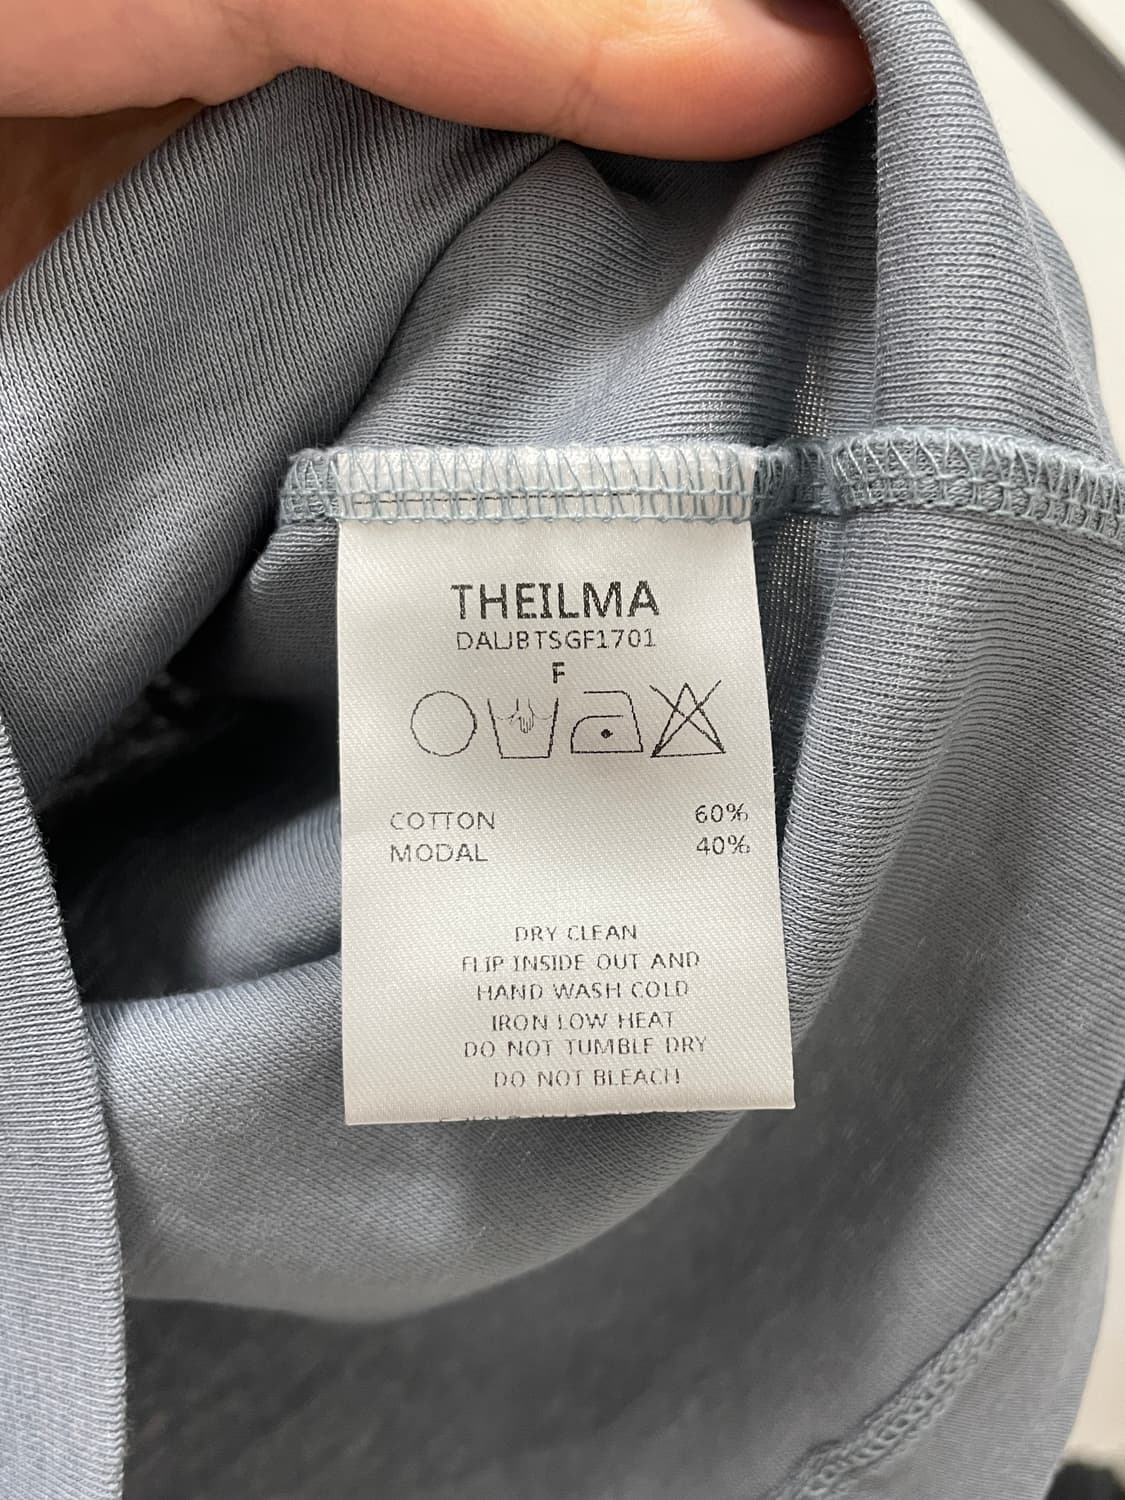 THEILMA
DAUBTSGF1701
F
COTTON 60%
MODAL 40%
DRY CLEAN
FLIP INSIDE OUT AND
HAND WASH COLD
IRON LOW HEAT
DO NOT TUMBLE DRY
DO NOT BLEACH